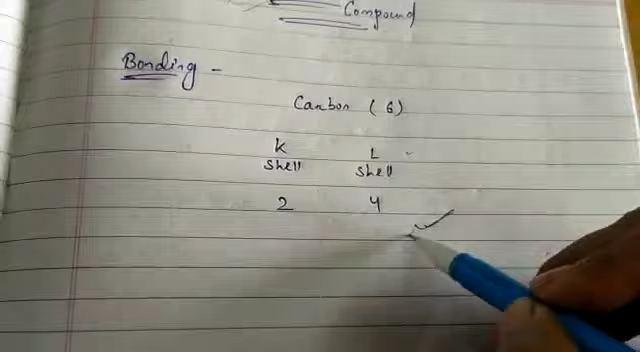 Compound
Bonding -
Carbon (6)
K L
shell shell
2 4